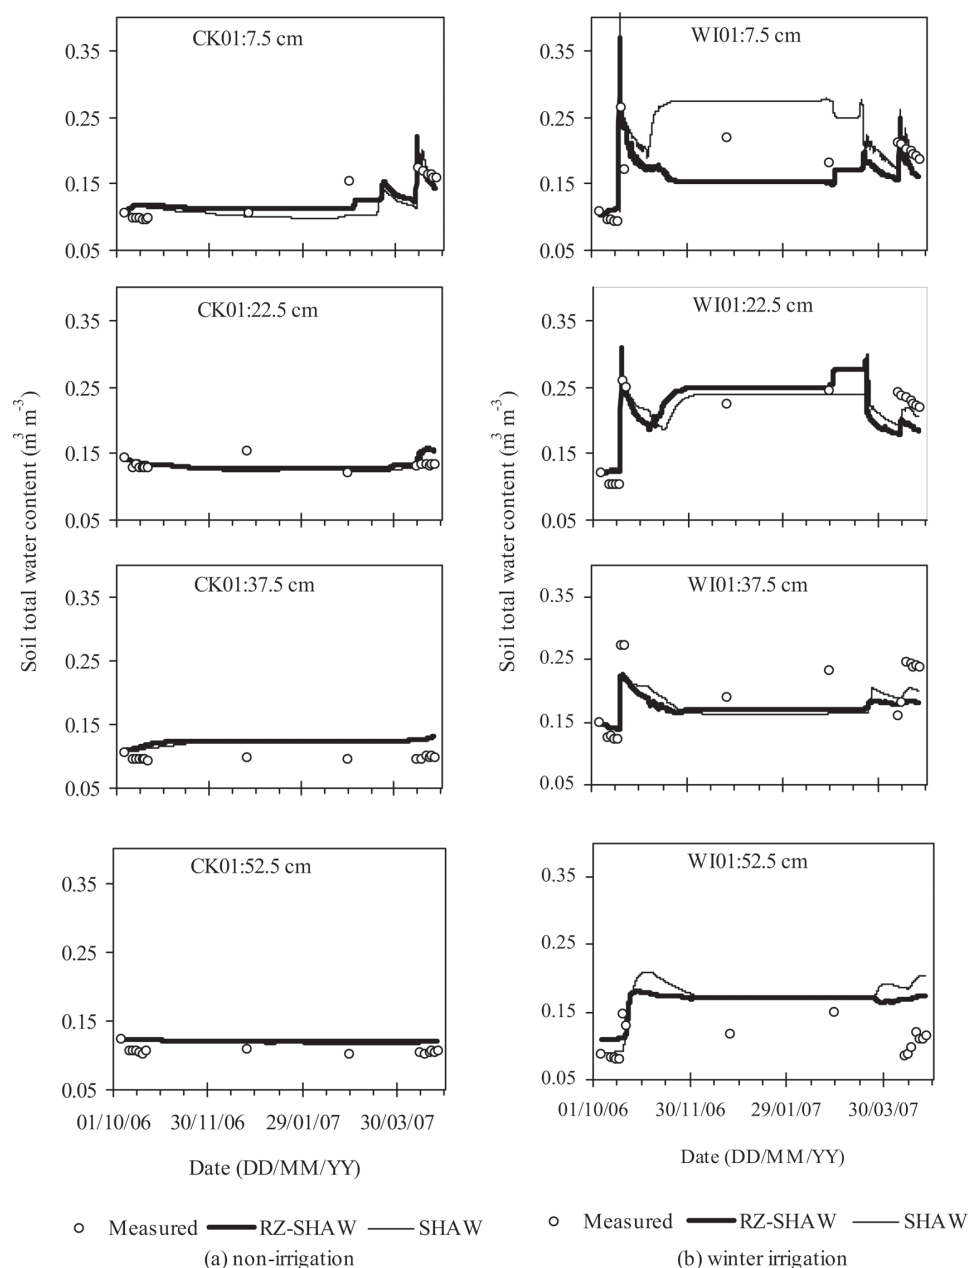 CK01:7.5 cm
0.35
0.25
0.15
0.05
WI01:7.5 cm
0.35
0.25
0.15
0.05
CK01:22.5 cm
0.35
0.25
0.15
0.05
WI01:22.5 cm
0.35
0.25
0.15
0.05
Soil total water content (m³ m⁻³)
Soil total water content (m³ m⁻³)
CK01:37.5 cm
0.35
0.25
0.15
0.05
WI01:37.5 cm
0.35
0.25
0.15
0.05
CK01:52.5 cm
0.35
0.25
0.15
0.05
WI01:52.5 cm
0.35
0.25
0.15
0.05
01/10/06 30/11/06 29/01/07 30/03/07
Date (DD/MM/YY)
01/10/06 30/11/06 29/01/07 30/03/07
Date (DD/MM/YY)
Measured RZ-SHAW SHAW
(a) non-irrigation
Measured RZ-SHAW SHAW
(b) winter irrigation